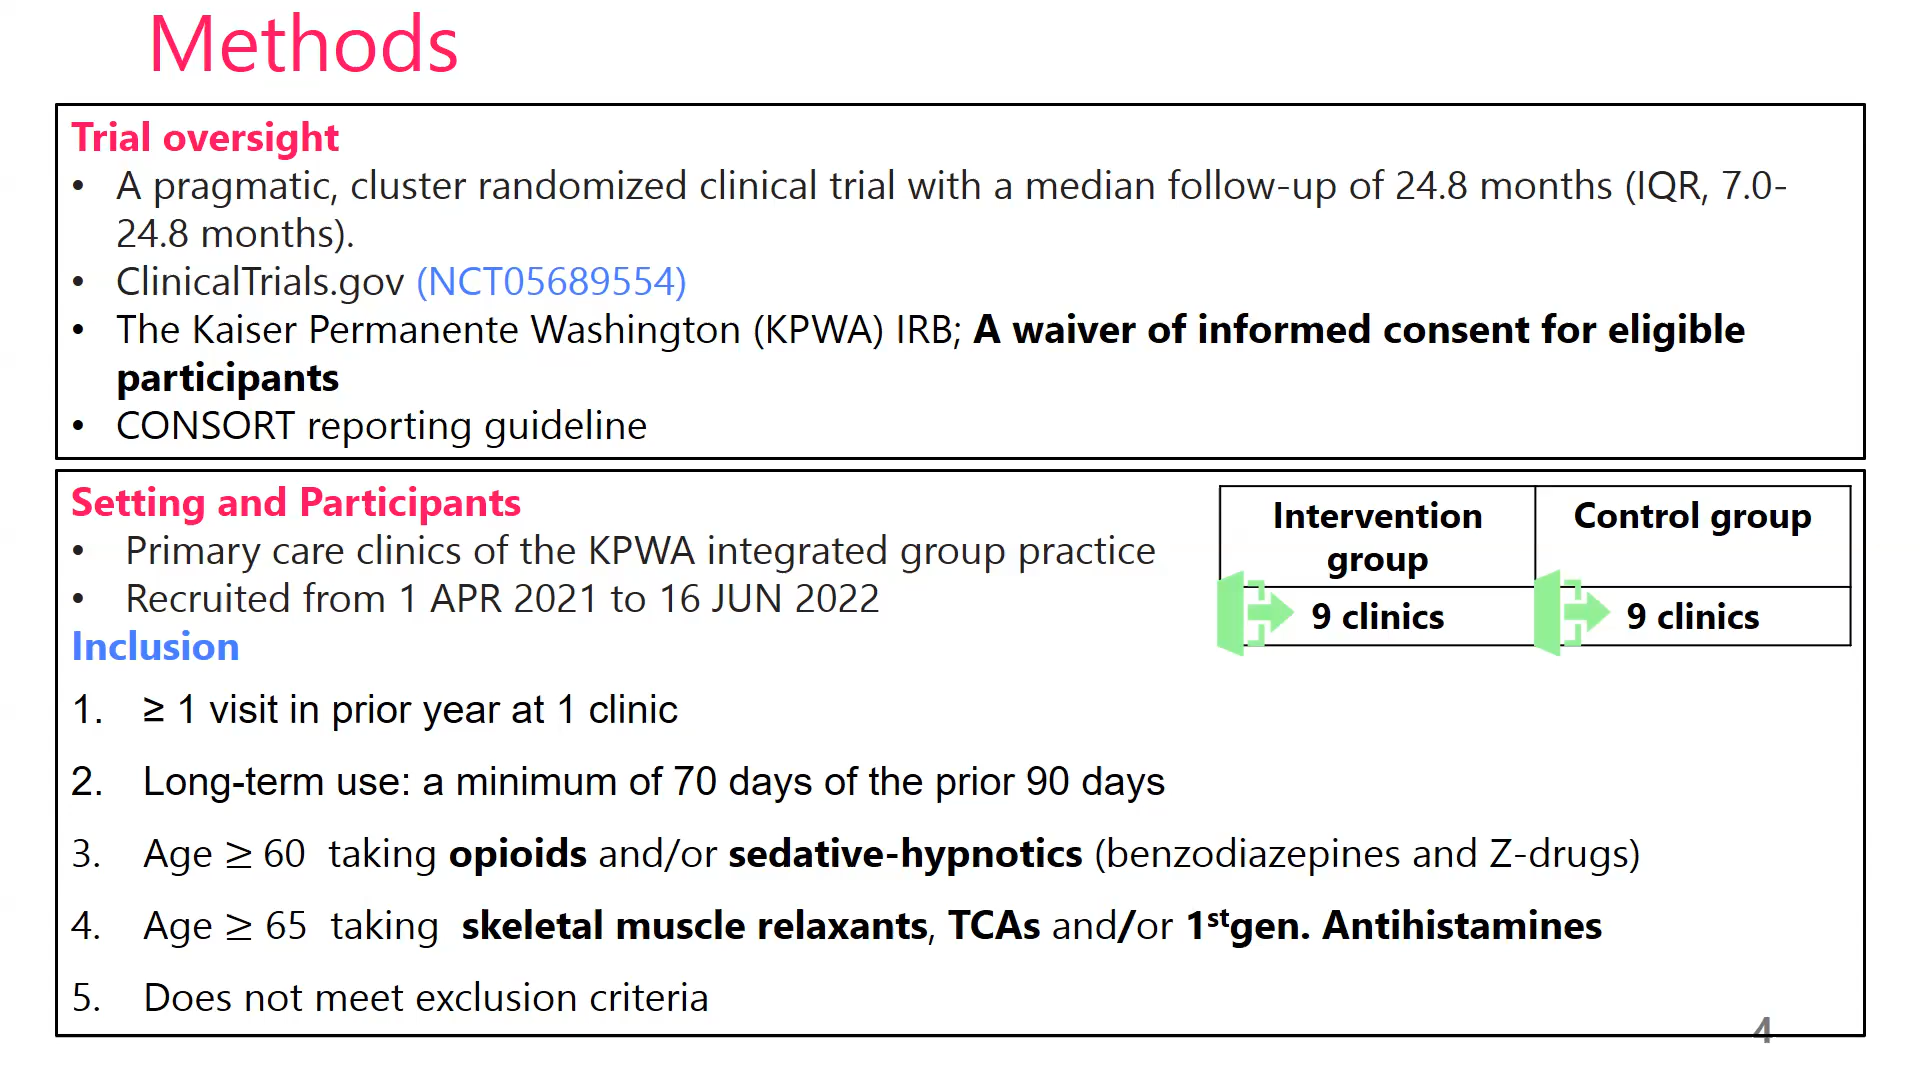 Methods
Trial oversight
• A pragmatic, cluster randomized clinical trial with a median follow-up of 24.8 months (IQR, 7.0-
24.8 months).
• ClinicalTrials.gov (NCT05689554)
• The Kaiser Permanente Washington (KPWA) IRB; A waiver of informed consent for eligible
participants
• CONSORT reporting guideline
Setting and Participants
• Primary care clinics of the KPWA integrated group practice
• Recruited from 1 APR 2021 to 16 JUN 2022
Intervention
group
Control group
9 clinics
9 clinics
Inclusion
1. ≥ 1 visit in prior year at 1 clinic
2. Long-term use: a minimum of 70 days of the prior 90 days
3. Age ≥ 60 taking opioids and/or sedative-hypnotics (benzodiazepines and Z-drugs)
4. Age ≥ 65 taking skeletal muscle relaxants, TCAs and/or 1stgen. Antihistamines
5. Does not meet exclusion criteria
4